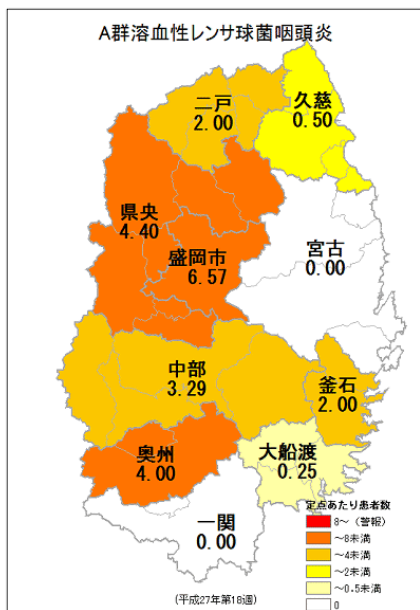 A群溶血性レンサ球菌咽頭炎
二戸
2.00
久慈
0.50
県央
4.40
盛岡市
6.57
宮古
0.00
中部
3.29
釜石
2.00
奥州
4.00
大船渡
0.25
一関
0.00
定点あたり患者数
8～（警報）
～8未満
～4未満
～2未満
～0.5未満
0
(平成27年第18週)